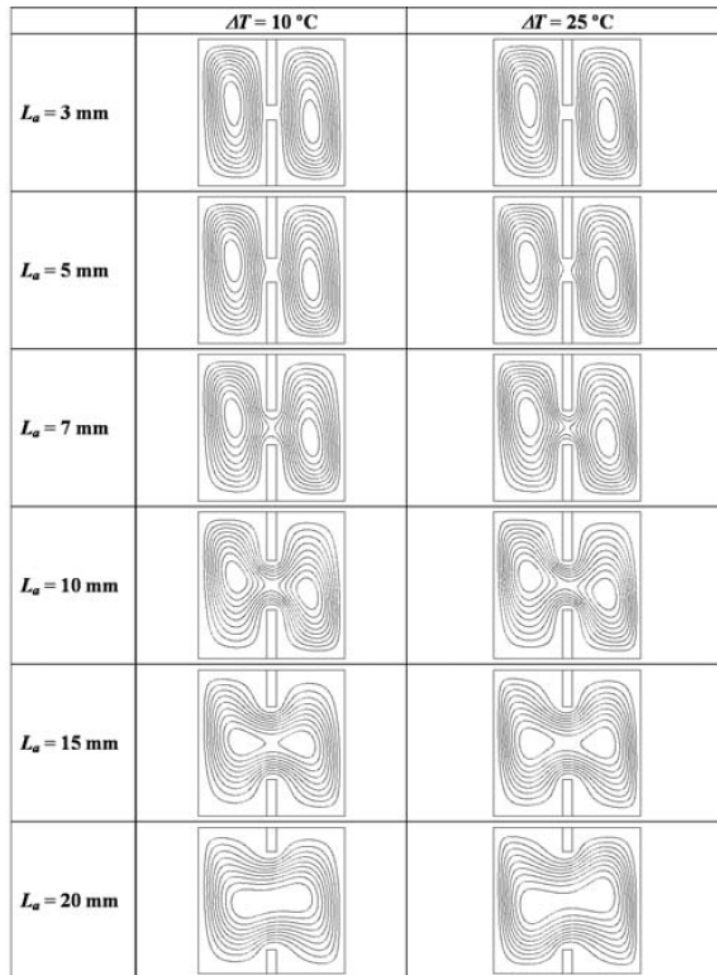 ΔT = 10 °C ΔT = 25 °C
Lₐ = 3 mm
Lₐ = 5 mm
Lₐ = 7 mm
Lₐ = 10 mm
Lₐ = 15 mm
Lₐ = 20 mm